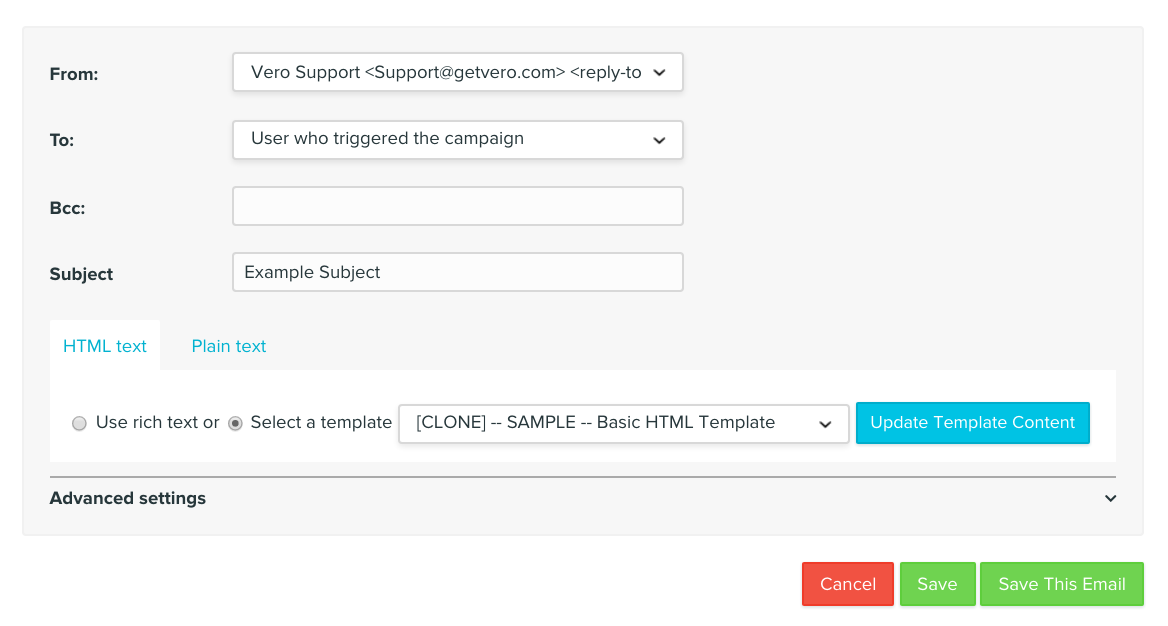 From:
Vero Support <Support@getvero.com> <reply-to
To:
User who triggered the campaign
Bcc:
Subject
Example Subject
HTML text
Plain text
Use rich text or Select a template [CLONE] -- SAMPLE -- Basic HTML Template Update Template Content
Advanced settings
Cancel Save Save This Email